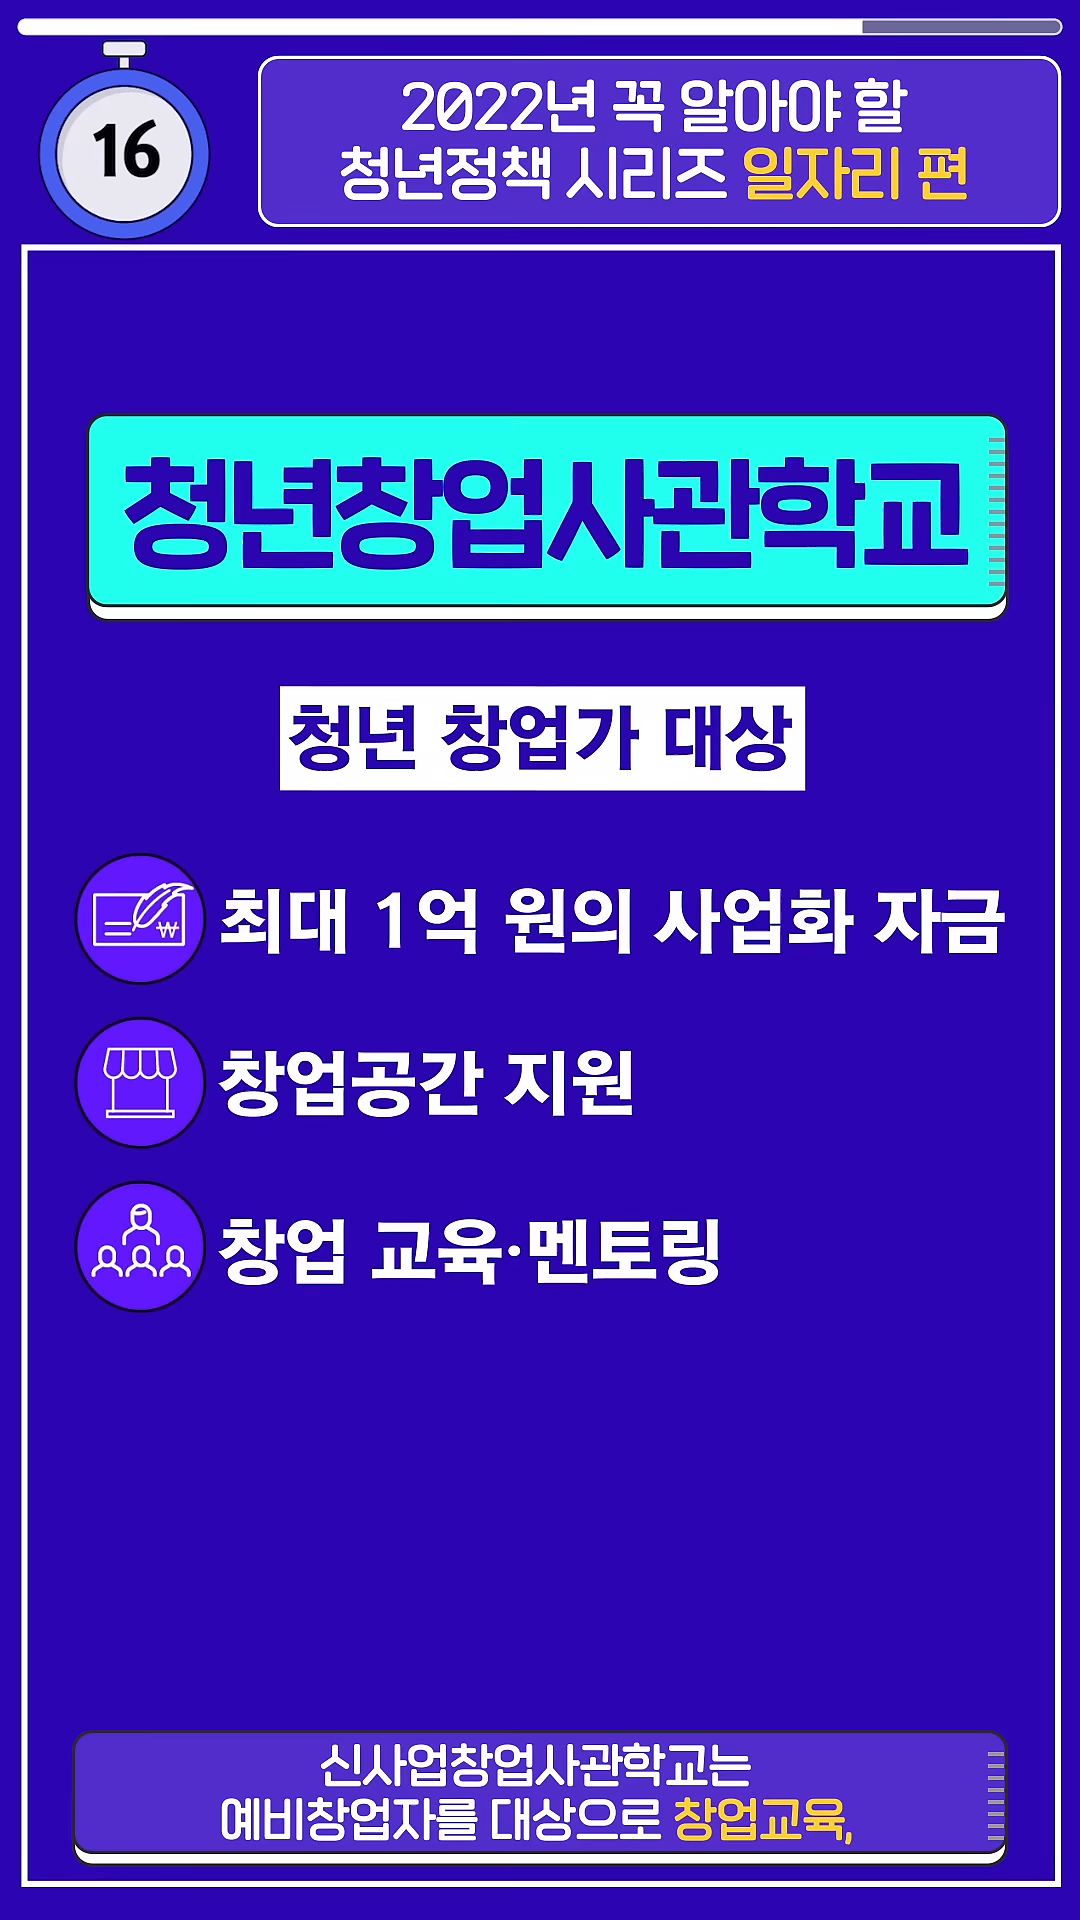 16
2022년 꼭 알아야 할
청년정책 시리즈 일자리 편
청년창업사관학교
청년 창업가 대상
₩
최대 1억 원의 사업화 자금
창업공간 지원
창업 교육·멘토링
신사업창업사관학교는
예비창업자를 대상으로 창업교육,